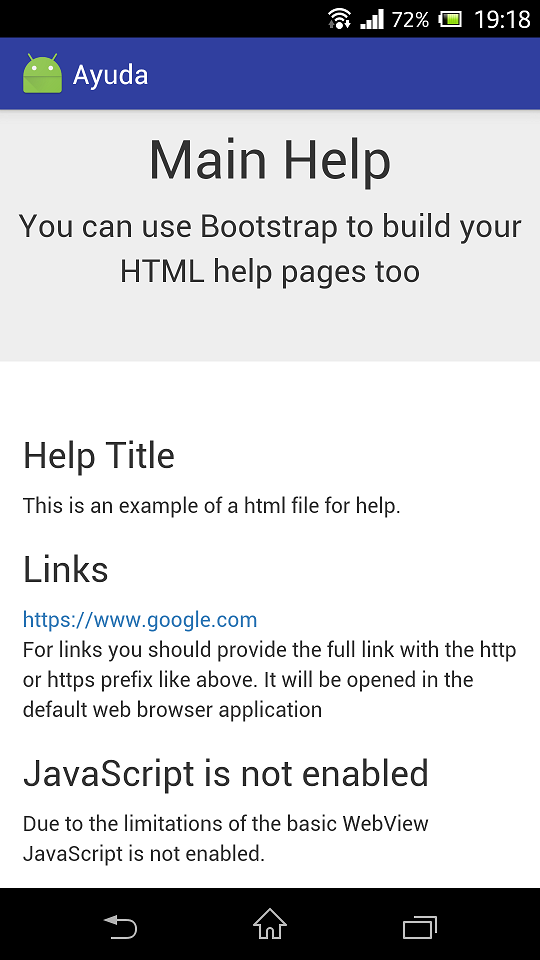 72% 19:18
Ayuda
Main Help
You can use Bootstrap to build your
HTML help pages too
Help Title
This is an example of a html file for help.
Links
https://www.google.com
For links you should provide the full link with the http
or https prefix like above. It will be opened in the
default web browser application
JavaScript is not enabled
Due to the limitations of the basic WebView
JavaScript is not enabled.